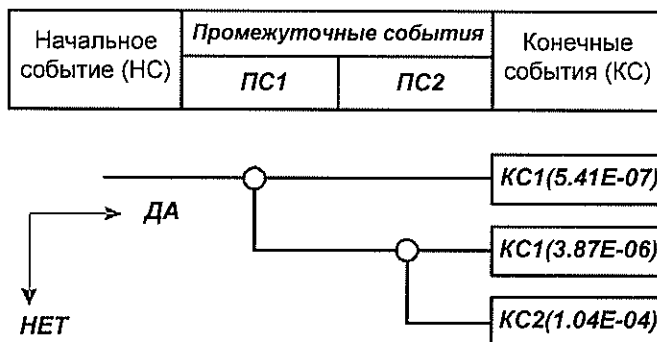 Начальное
событие (НС)
Промежуточные события
ПС1
ПС2
Конечные
события (КС)
КС1(5.41E-07)
ДА
КС1(3.87E-06)
НЕТ
КС2(1.04E-04)